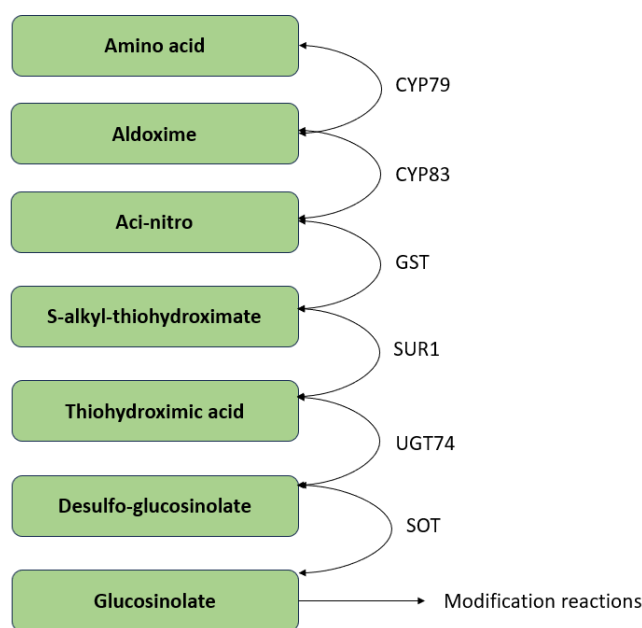 Amino acid
CYP79
Aldoxime
CYP83
Aci-nitro
GST
S-alkyl-thiohydroximate
SUR1
Thiohydroximic acid
UGT74
Desulfo-glucosinolate
SOT
Glucosinolate
Modification reactions